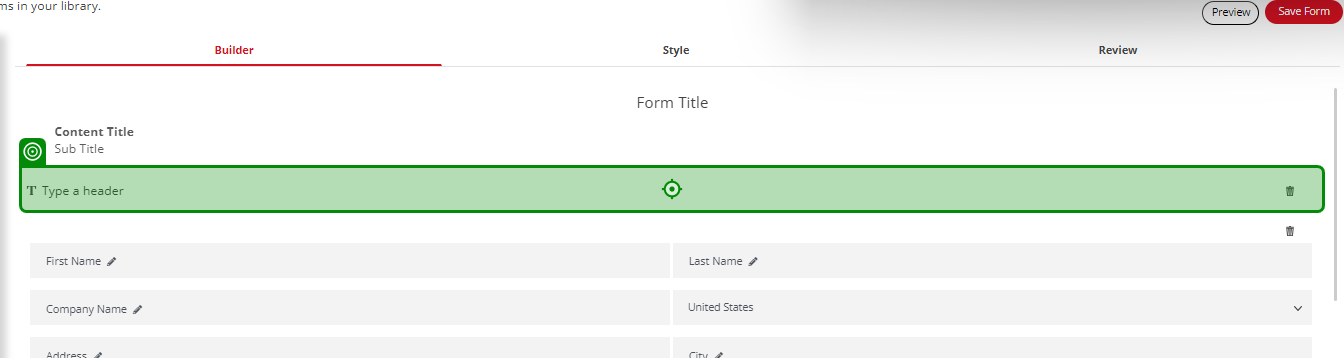 ms in your library.
Preview Save Form
Builder Style Review
Form Title
Content Title
Sub Title
T Type a header
First Name Last Name
Company Name United States
Address City